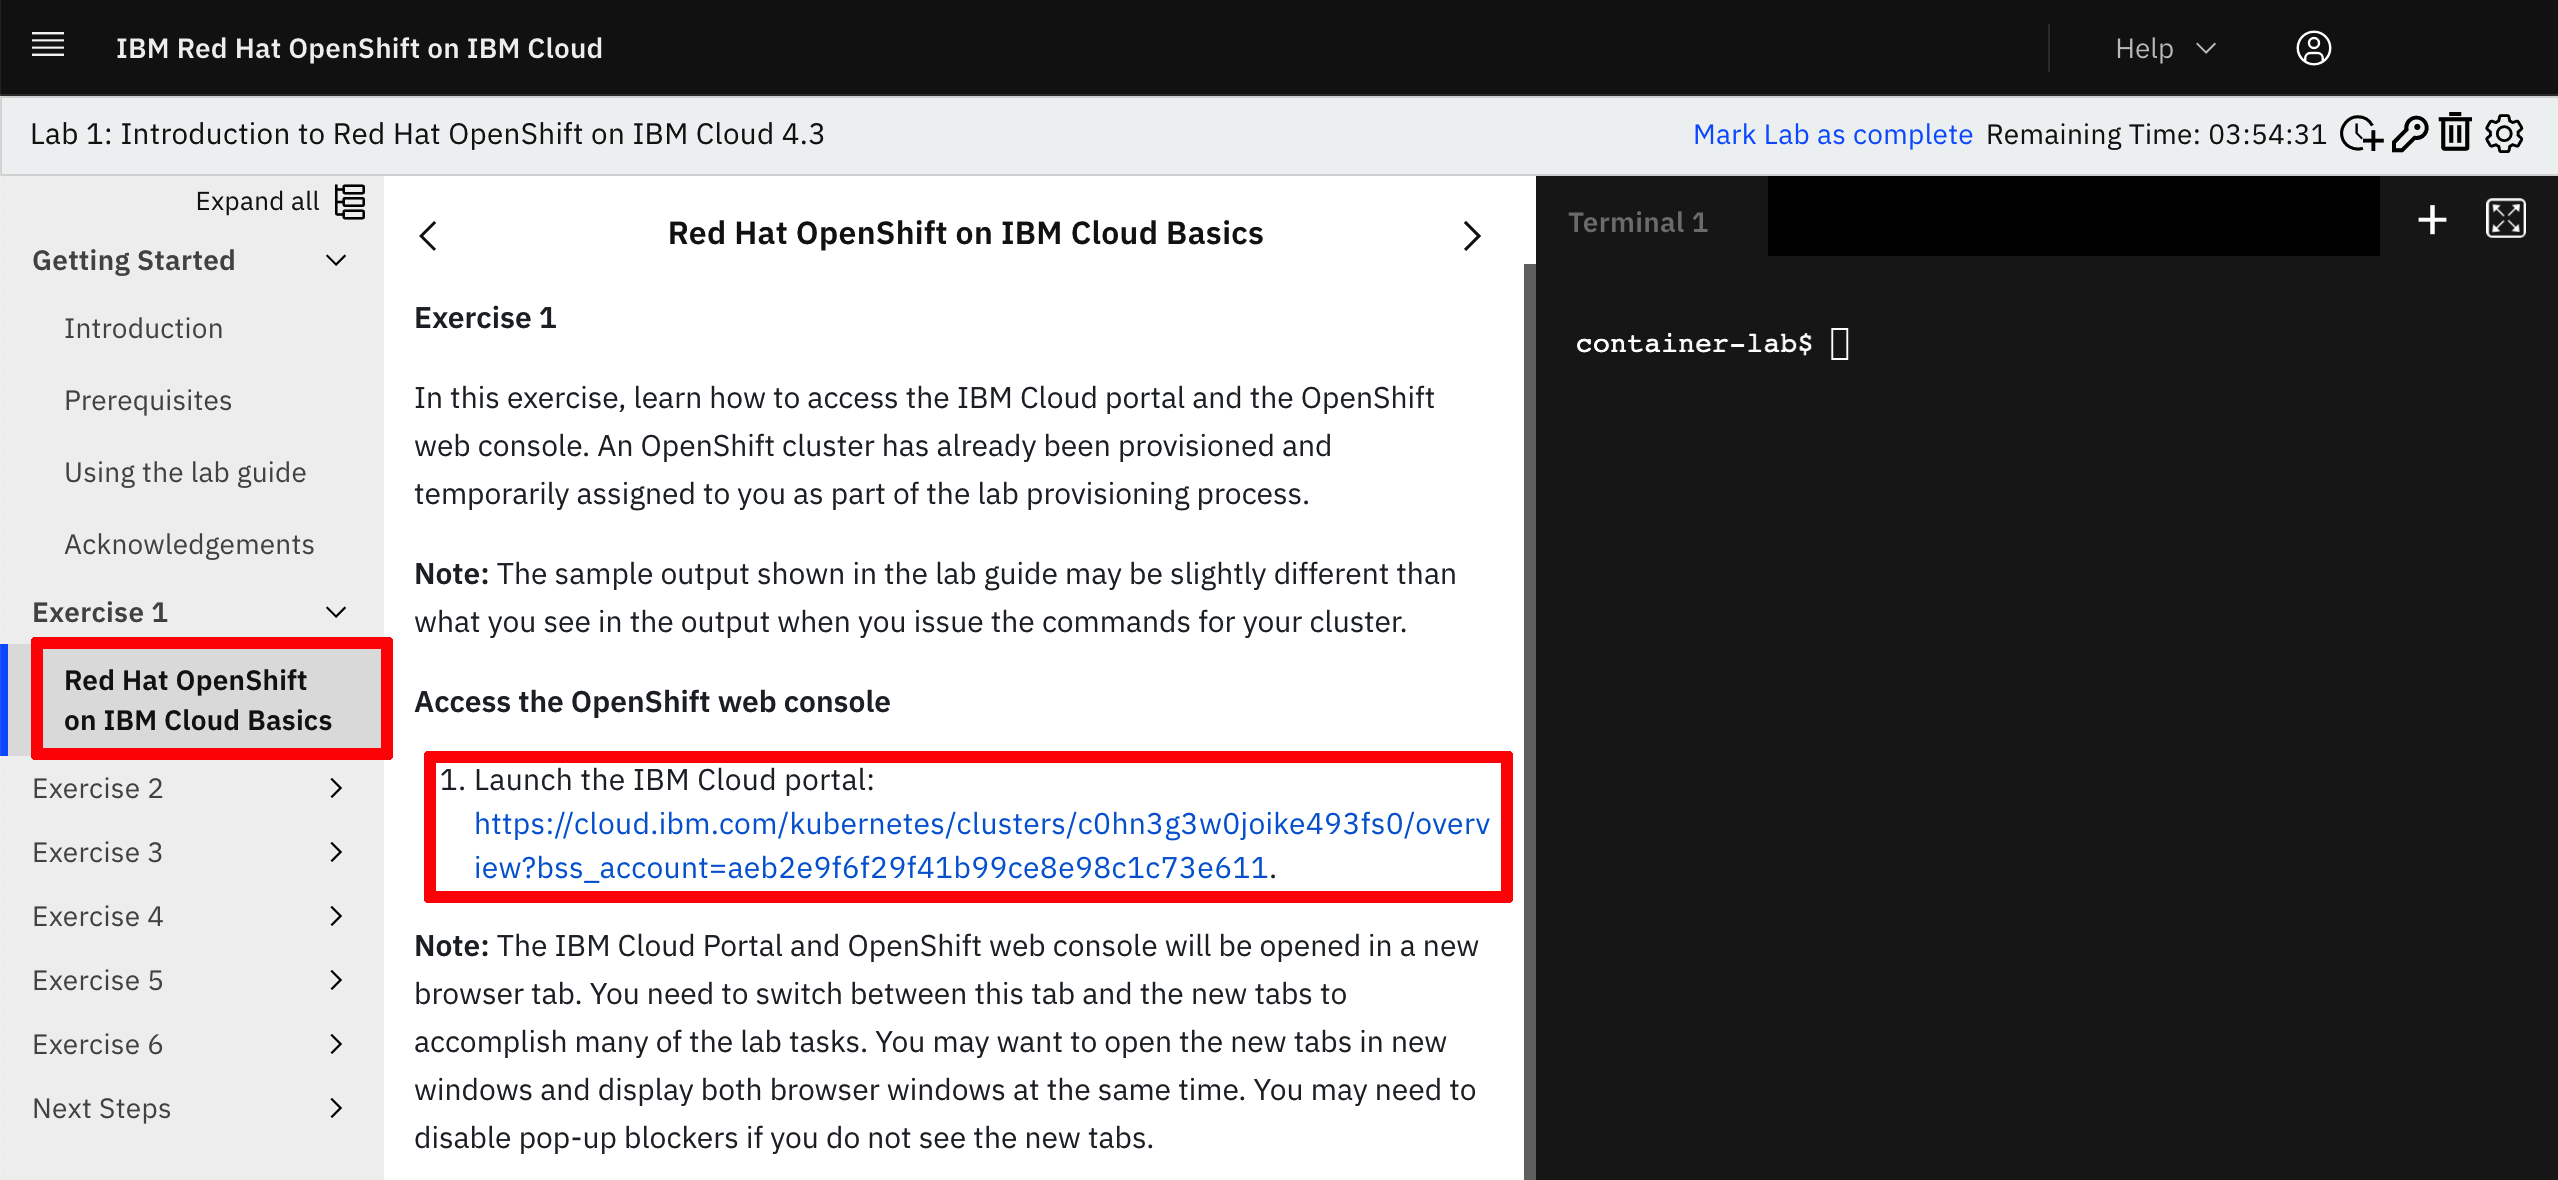 IBM Red Hat OpenShift on IBM Cloud
Help
Lab 1: Introduction to Red Hat OpenShift on IBM Cloud 4.3
Mark Lab as complete Remaining Time: 03:54:31
Expand all
Getting Started
Introduction
Prerequisites
Using the lab guide
Acknowledgements
Exercise 1
Red Hat OpenShift
on IBM Cloud Basics
Exercise 2
Exercise 3
Exercise 4
Exercise 5
Exercise 6
Next Steps
Red Hat OpenShift on IBM Cloud Basics
Exercise 1
In this exercise, learn how to access the IBM Cloud portal and the OpenShift
web console. An OpenShift cluster has already been provisioned and
temporarily assigned to you as part of the lab provisioning process.
Note: The sample output shown in the lab guide may be slightly different than
what you see in the output when you issue the commands for your cluster.
Access the OpenShift web console
1. Launch the IBM Cloud portal:
https://cloud.ibm.com/kubernetes/clusters/c0hn3g3w0joike493fs0/overv
iew?bss_account=aeb2e9f6f29f41b99ce8e98c1c73e611.
Note: The IBM Cloud Portal and OpenShift web console will be opened in a new
browser tab. You need to switch between this tab and the new tabs to
accomplish many of the lab tasks. You may want to open the new tabs in new
windows and display both browser windows at the same time. You may need to
disable pop-up blockers if you do not see the new tabs.
Terminal 1
container-lab$